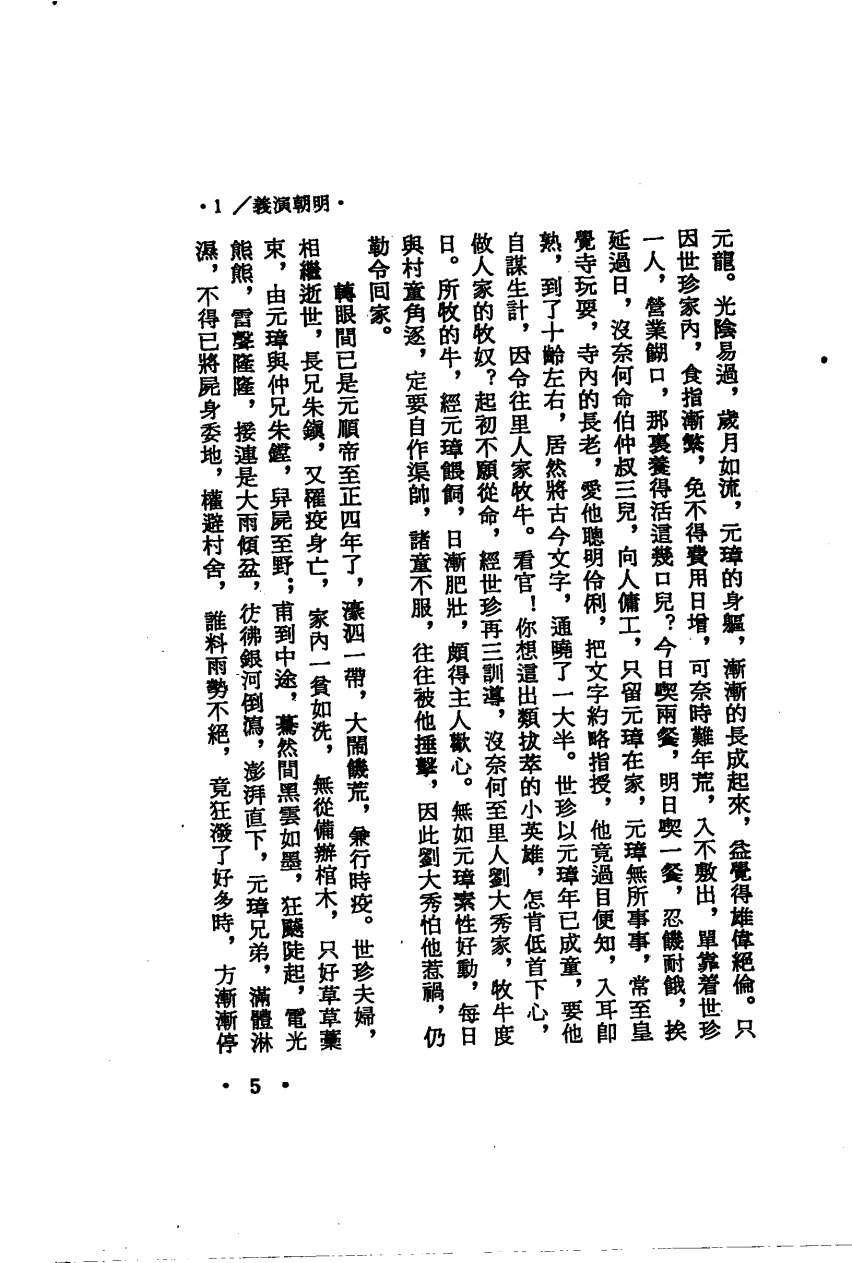 ·1 ／義演朝明·
元龍。光陰易過，歲月如流，元璋的身軀，漸漸的長成起來，益覺得雄偉絕倫。只
因世珍家內，食指漸繁，免不得費用日增，可奈時難年荒，入不敷出，單靠着世珍
一人，營業餬口，那裏養得活這幾口兒？今日喫兩餐，明日喫一餐，忍饑耐餓，挨
延過日，沒奈何命伯仲叔三兒，向人傭工，只留元璋在家，元璋無所事事，常至皇
覺寺玩耍，寺內的長老，愛他聰明伶俐，把文字約略指授，他竟過目便知，入耳卽
熟，到了十齡左右，居然將古今文字，通曉了一大半。世珍以元璋年已成童，要他
自謀生計，因令往里人家牧牛。看官！你想這出類拔萃的小英雄，怎肯低首下心，
做人家的牧奴？起初不願從命，經世珍再三訓導，沒奈何至里人劉大秀家，牧牛度
日。所牧的牛，經元璋餵飼，日漸肥壯，頗得主人歡心。無如元璋素性好動，每日
與村童角逐，定要自作渠帥，諸童不服，往往被他捶擊，因此劉大秀怕他惹禍，仍
勒令回家。
轉眼間已是元順帝至正四年了，濠泗一帶，大鬧饑荒，兼行時疫。世珍夫婦，
相繼逝世，長兄朱鎮，又罹疫身亡，家內一貧如洗，無從備辦棺木，只好草草藁
束，由元璋與仲兄朱鏜，舁屍至野；甫到中途，驀然間黑雲如墨，狂飈陡起，電光
熊熊，雷聲隆隆，接連是大雨傾盆，彷彿銀河倒瀉，澎湃直下，元璋兄弟，滿體淋
濕，不得已將屍身委地，權避村舍，誰料雨勢不絕，竟狂潑了好多時，方漸漸停
· 5 ·